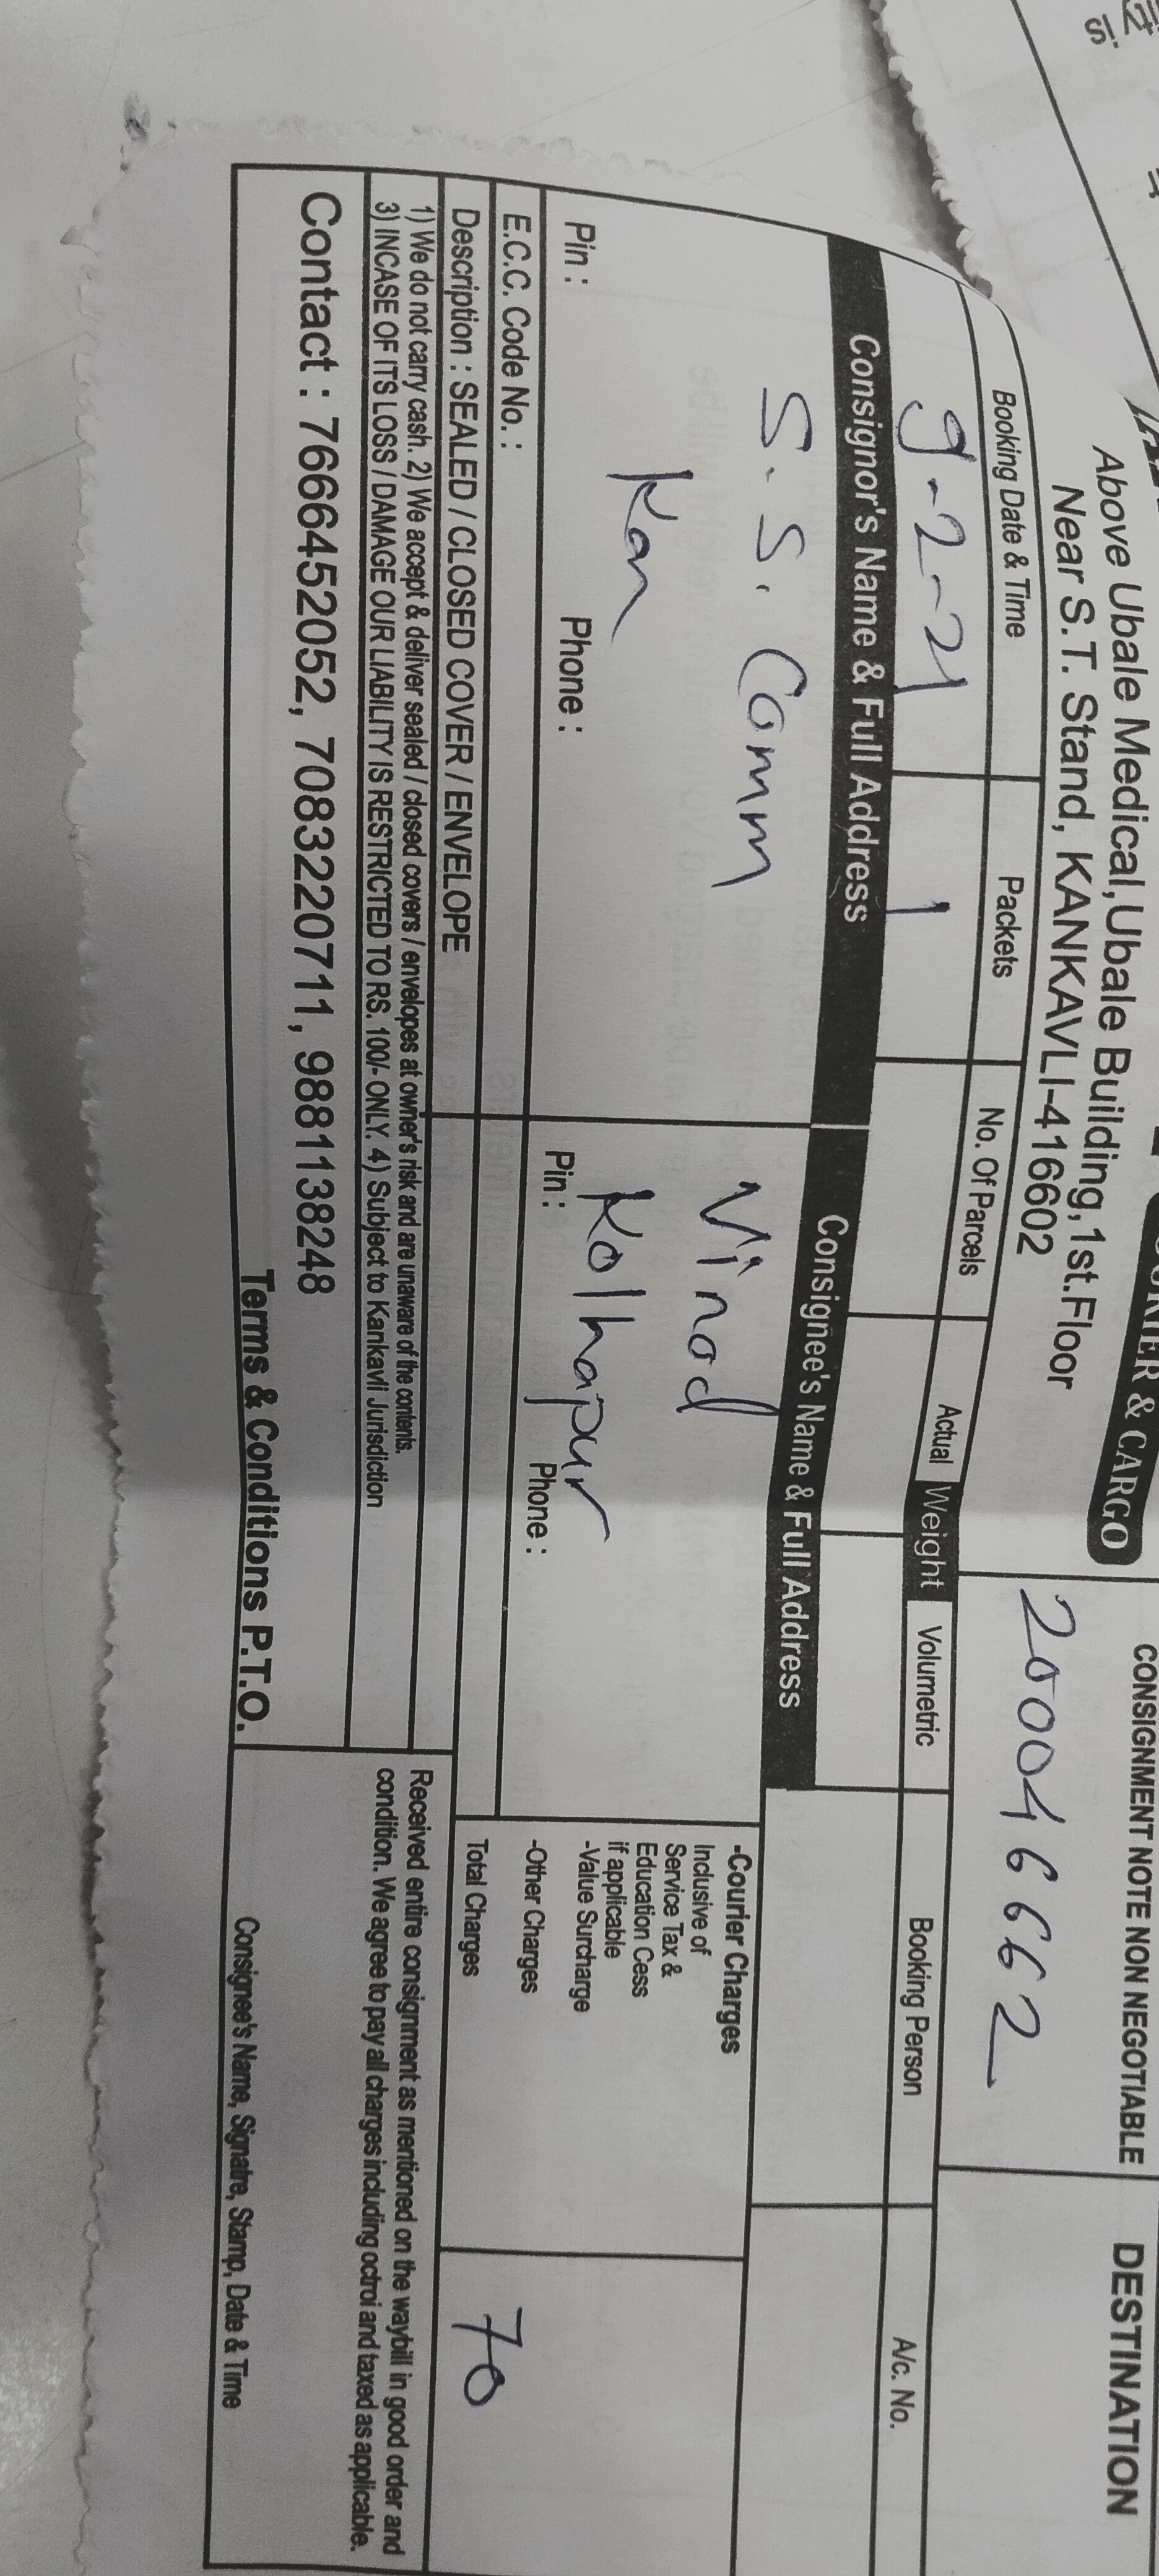 & CARGO
Above Ubale Medical,Ubale Building,1st.Floor
Near S.T. Stand, KANKAVLI-416602
CONSIGNMENT NOTE NON NEGOTIABLE
200046662
DESTINATION
Booking Date & Time
Packets
No. Of Parcels
Actual Weight Volumetric
Booking Person
A/c. No.
9-2-21
1
Consignor's Name & Full Address
Consignee's Name & Full Address
S. S. Comm
Kan
Pin :
Phone :
Vinod
Kolhapur
Pin :
Phone :
-Courier Charges
Inclusive of
Service Tax &
Education Cess
if applicable
-Value Surcharge
-Other Charges
Total Charges
70
E.C.C. Code No. :
Description : SEALED / CLOSED COVER / ENVELOPE
1) We do not carry cash. 2) We accept & deliver sealed / closed covers / envelopes at owner's risk and are unaware of the contents.
3) INCASE OF ITS LOSS / DAMAGE OUR LIABILITY IS RESTRICTED TO RS. 100/- ONLY. 4) Subject to Kankavli Jurisdiction
Contact : 7666452052, 7083220711, 9881138248
Terms & Conditions P.T.O.
Received entire consignment as mentioned on the waybill in good order and
condition. We agree to pay all charges including octroi and taxed as applicable.
Consignee's Name, Signatre, Stamp, Date & Time